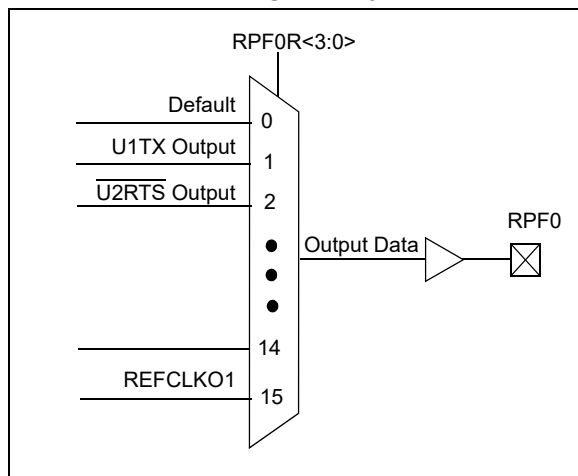 RPF0R<3:0>
Default
0
U1TX Output
1
U2RTS Output
2
RPF0
Output Data
14
REFCLKO1
15